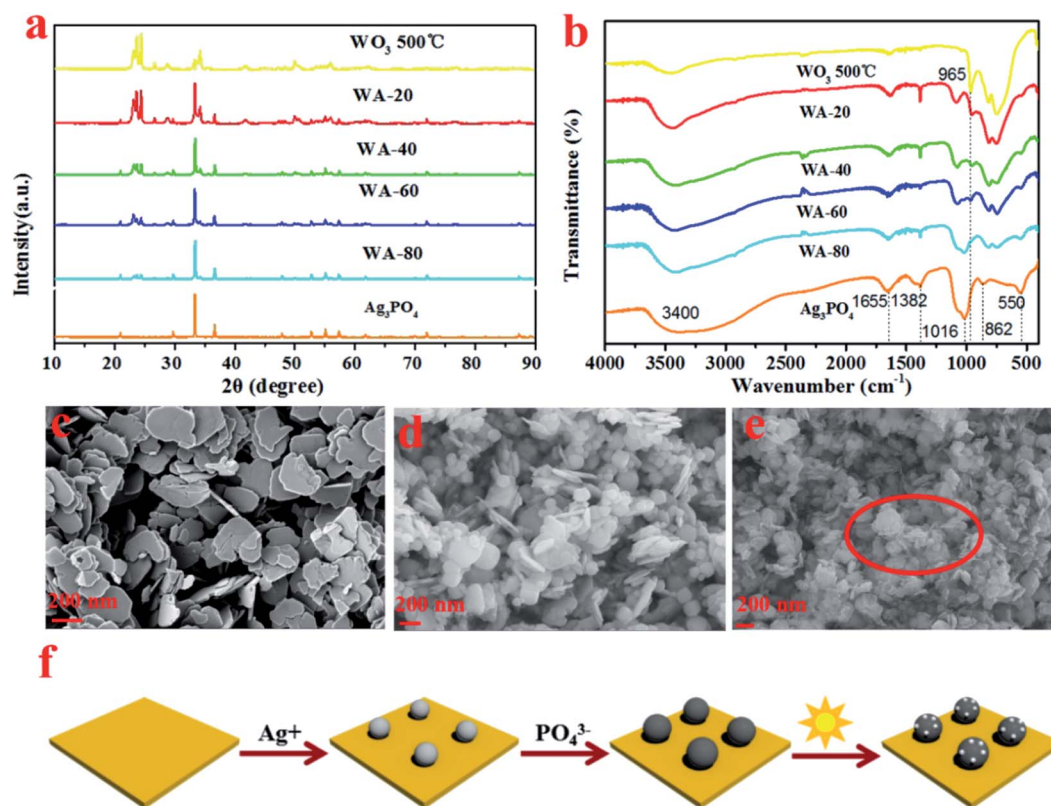 a
WO₃ 500℃
WA-20
WA-40
WA-60
WA-80
Ag₃PO₄
Intensity(a.u.)
10 20 30 40 50 60 70 80 90
2θ (degree)
b
WO₃ 500℃
965
WA-20
WA-40
WA-60
WA-80
Ag₃PO₄
3400
1655
1382
1016
862
550
Transmittance (%)
4000 3500 3000 2500 2000 1500 1000 500
Wavenumber (cm⁻¹)
c
200 nm
d
200 nm
e
200 nm
f
Ag+
PO₄³⁻